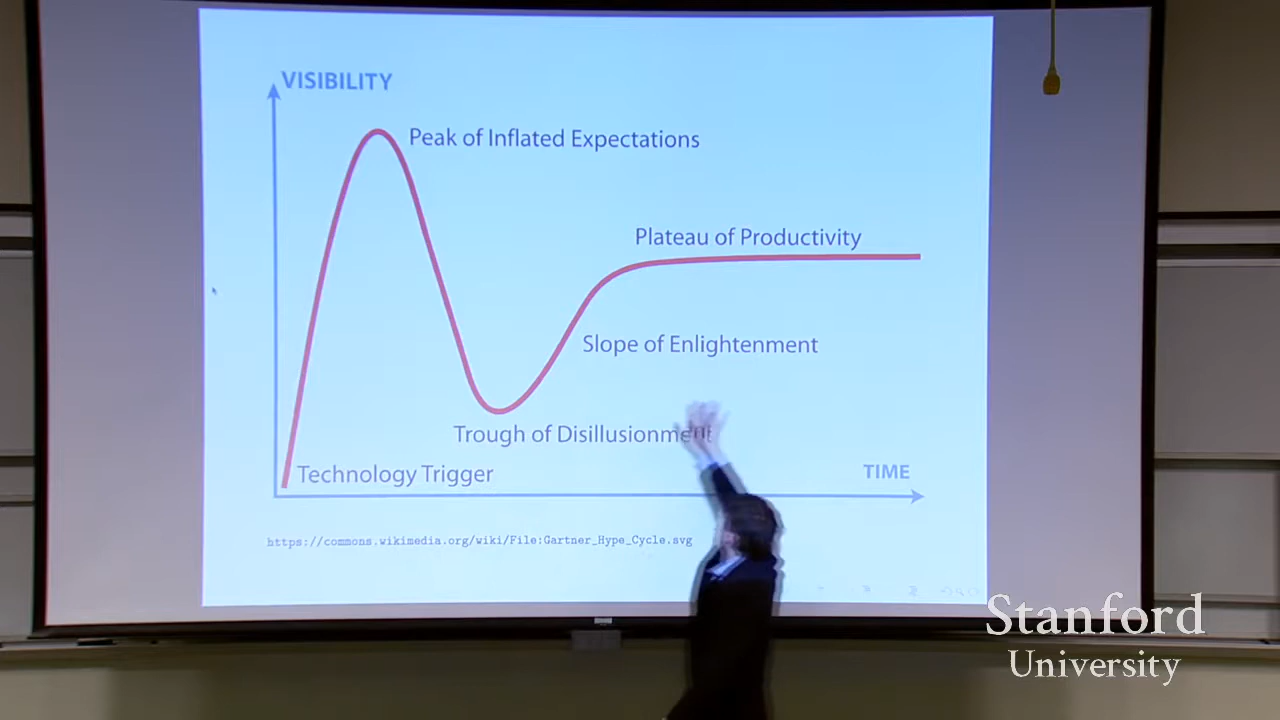 VISIBILITY
Peak of Inflated Expectations
Plateau of Productivity
Slope of Enlightenment
Trough of Disillusionment
Technology Trigger
TIME
https://commons.wikimedia.org/wiki/File:Gartner_Hype_Cycle.svg
Stanford
University